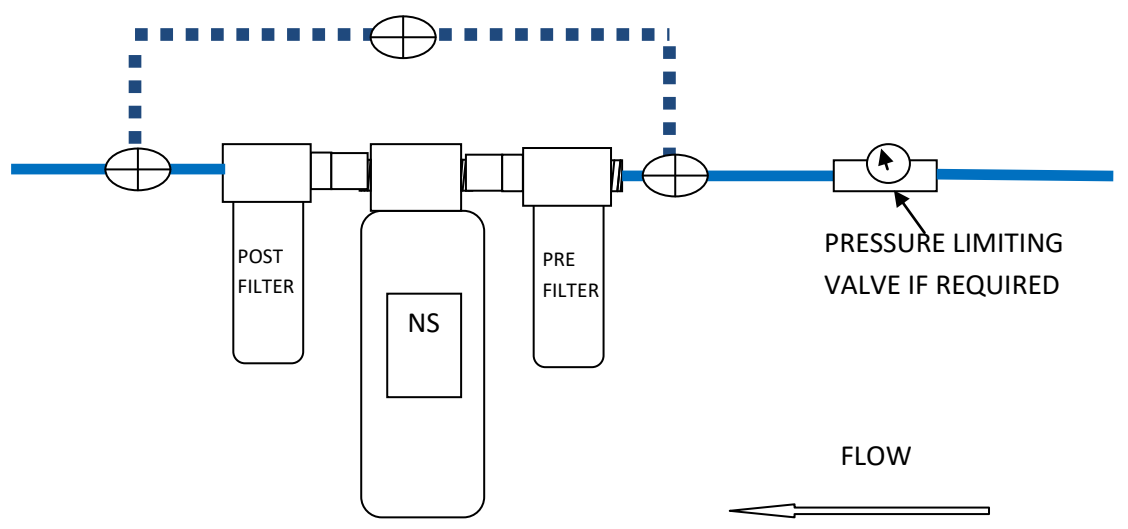 POST
FILTER
NS
PRE
FILTER
PRESSURE LIMITING
VALVE IF REQUIRED
FLOW